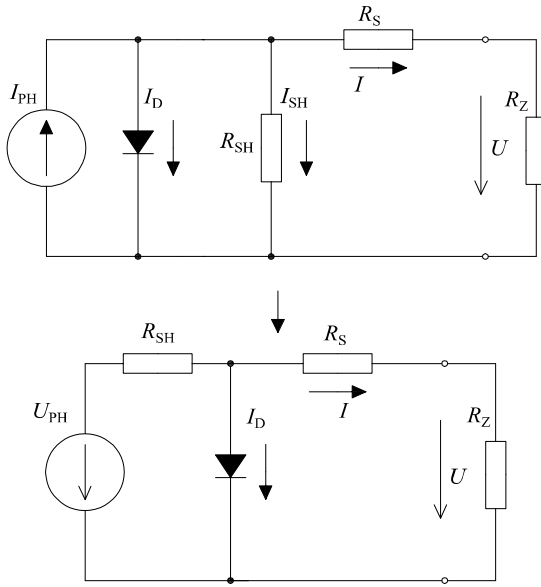 R_S
I
I_PH
I_D
I_SH
R_SH
R_Z
U
R_SH
R_S
I
U_PH
I_D
R_Z
U